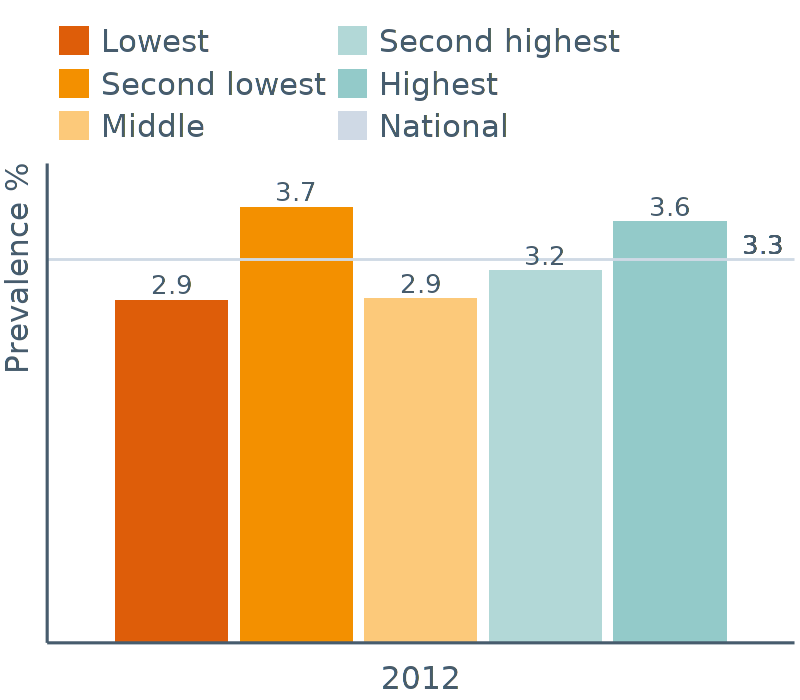 Lowest
Second lowest
Middle
Second highest
Highest
National
Prevalence %
2.9
3.7
2.9
3.2
3.6
3.3
2012